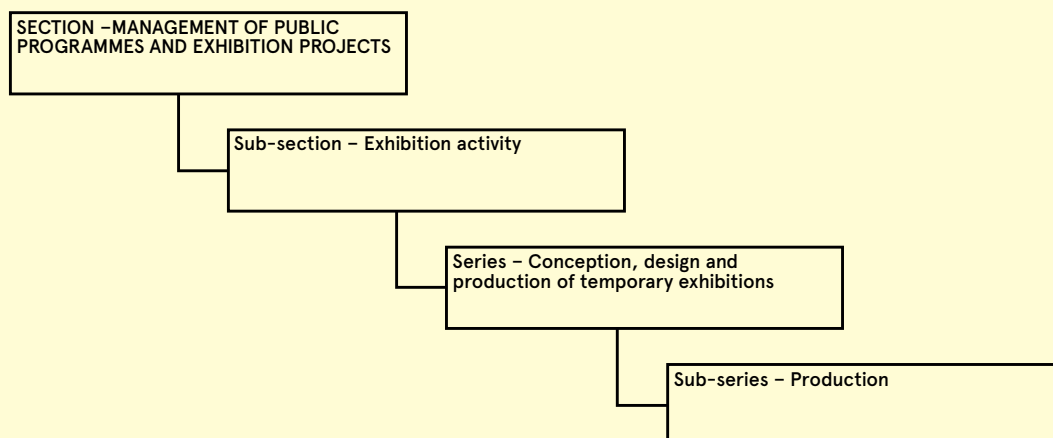 SECTION –MANAGEMENT OF PUBLIC
PROGRAMMES AND EXHIBITION PROJECTS
Sub-section – Exhibition activity
Series – Conception, design and
production of temporary exhibitions
Sub-series – Production